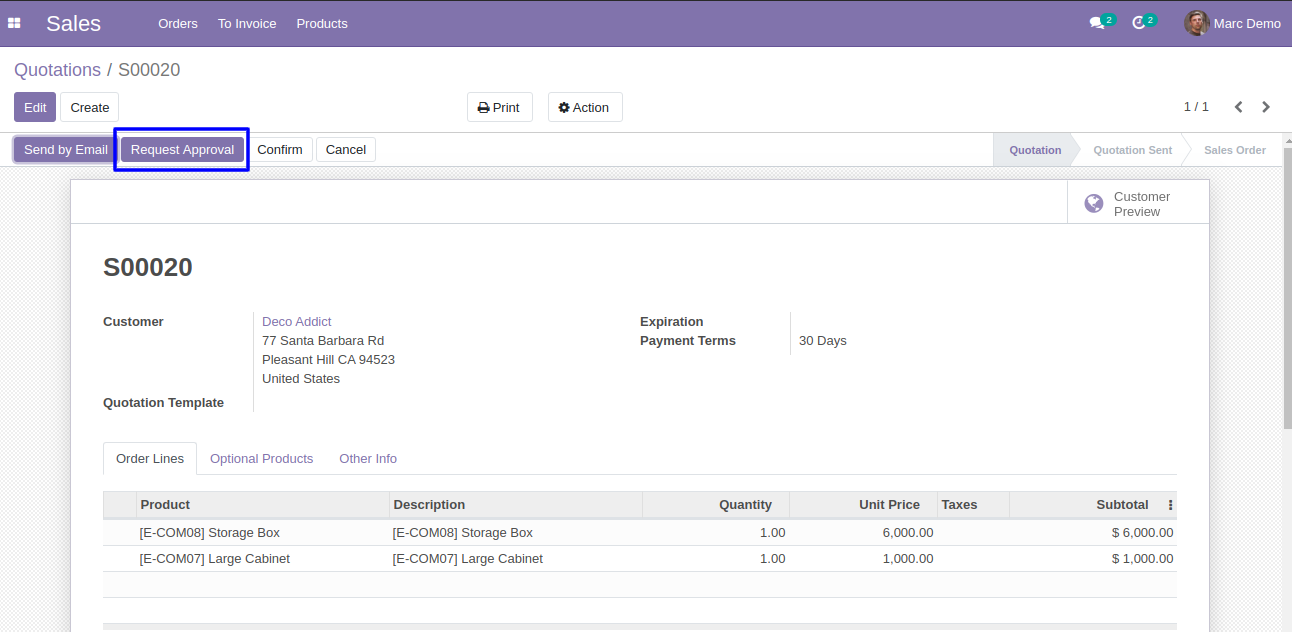 Sales Orders To Invoice Products 2 2 Marc Demo
Quotations / S00020
Edit Create Print Action 1 / 1
Send by Email Request Approval Confirm Cancel Quotation Quotation Sent Sales Order
Customer
Preview
S00020
Customer Deco Addict Expiration
77 Santa Barbara Rd Payment Terms 30 Days
Pleasant Hill CA 94523
United States
Quotation Template
Order Lines Optional Products Other Info
Product Description Quantity Unit Price Taxes Subtotal
[E-COM08] Storage Box [E-COM08] Storage Box 1.00 6,000.00 $ 6,000.00
[E-COM07] Large Cabinet [E-COM07] Large Cabinet 1.00 1,000.00 $ 1,000.00